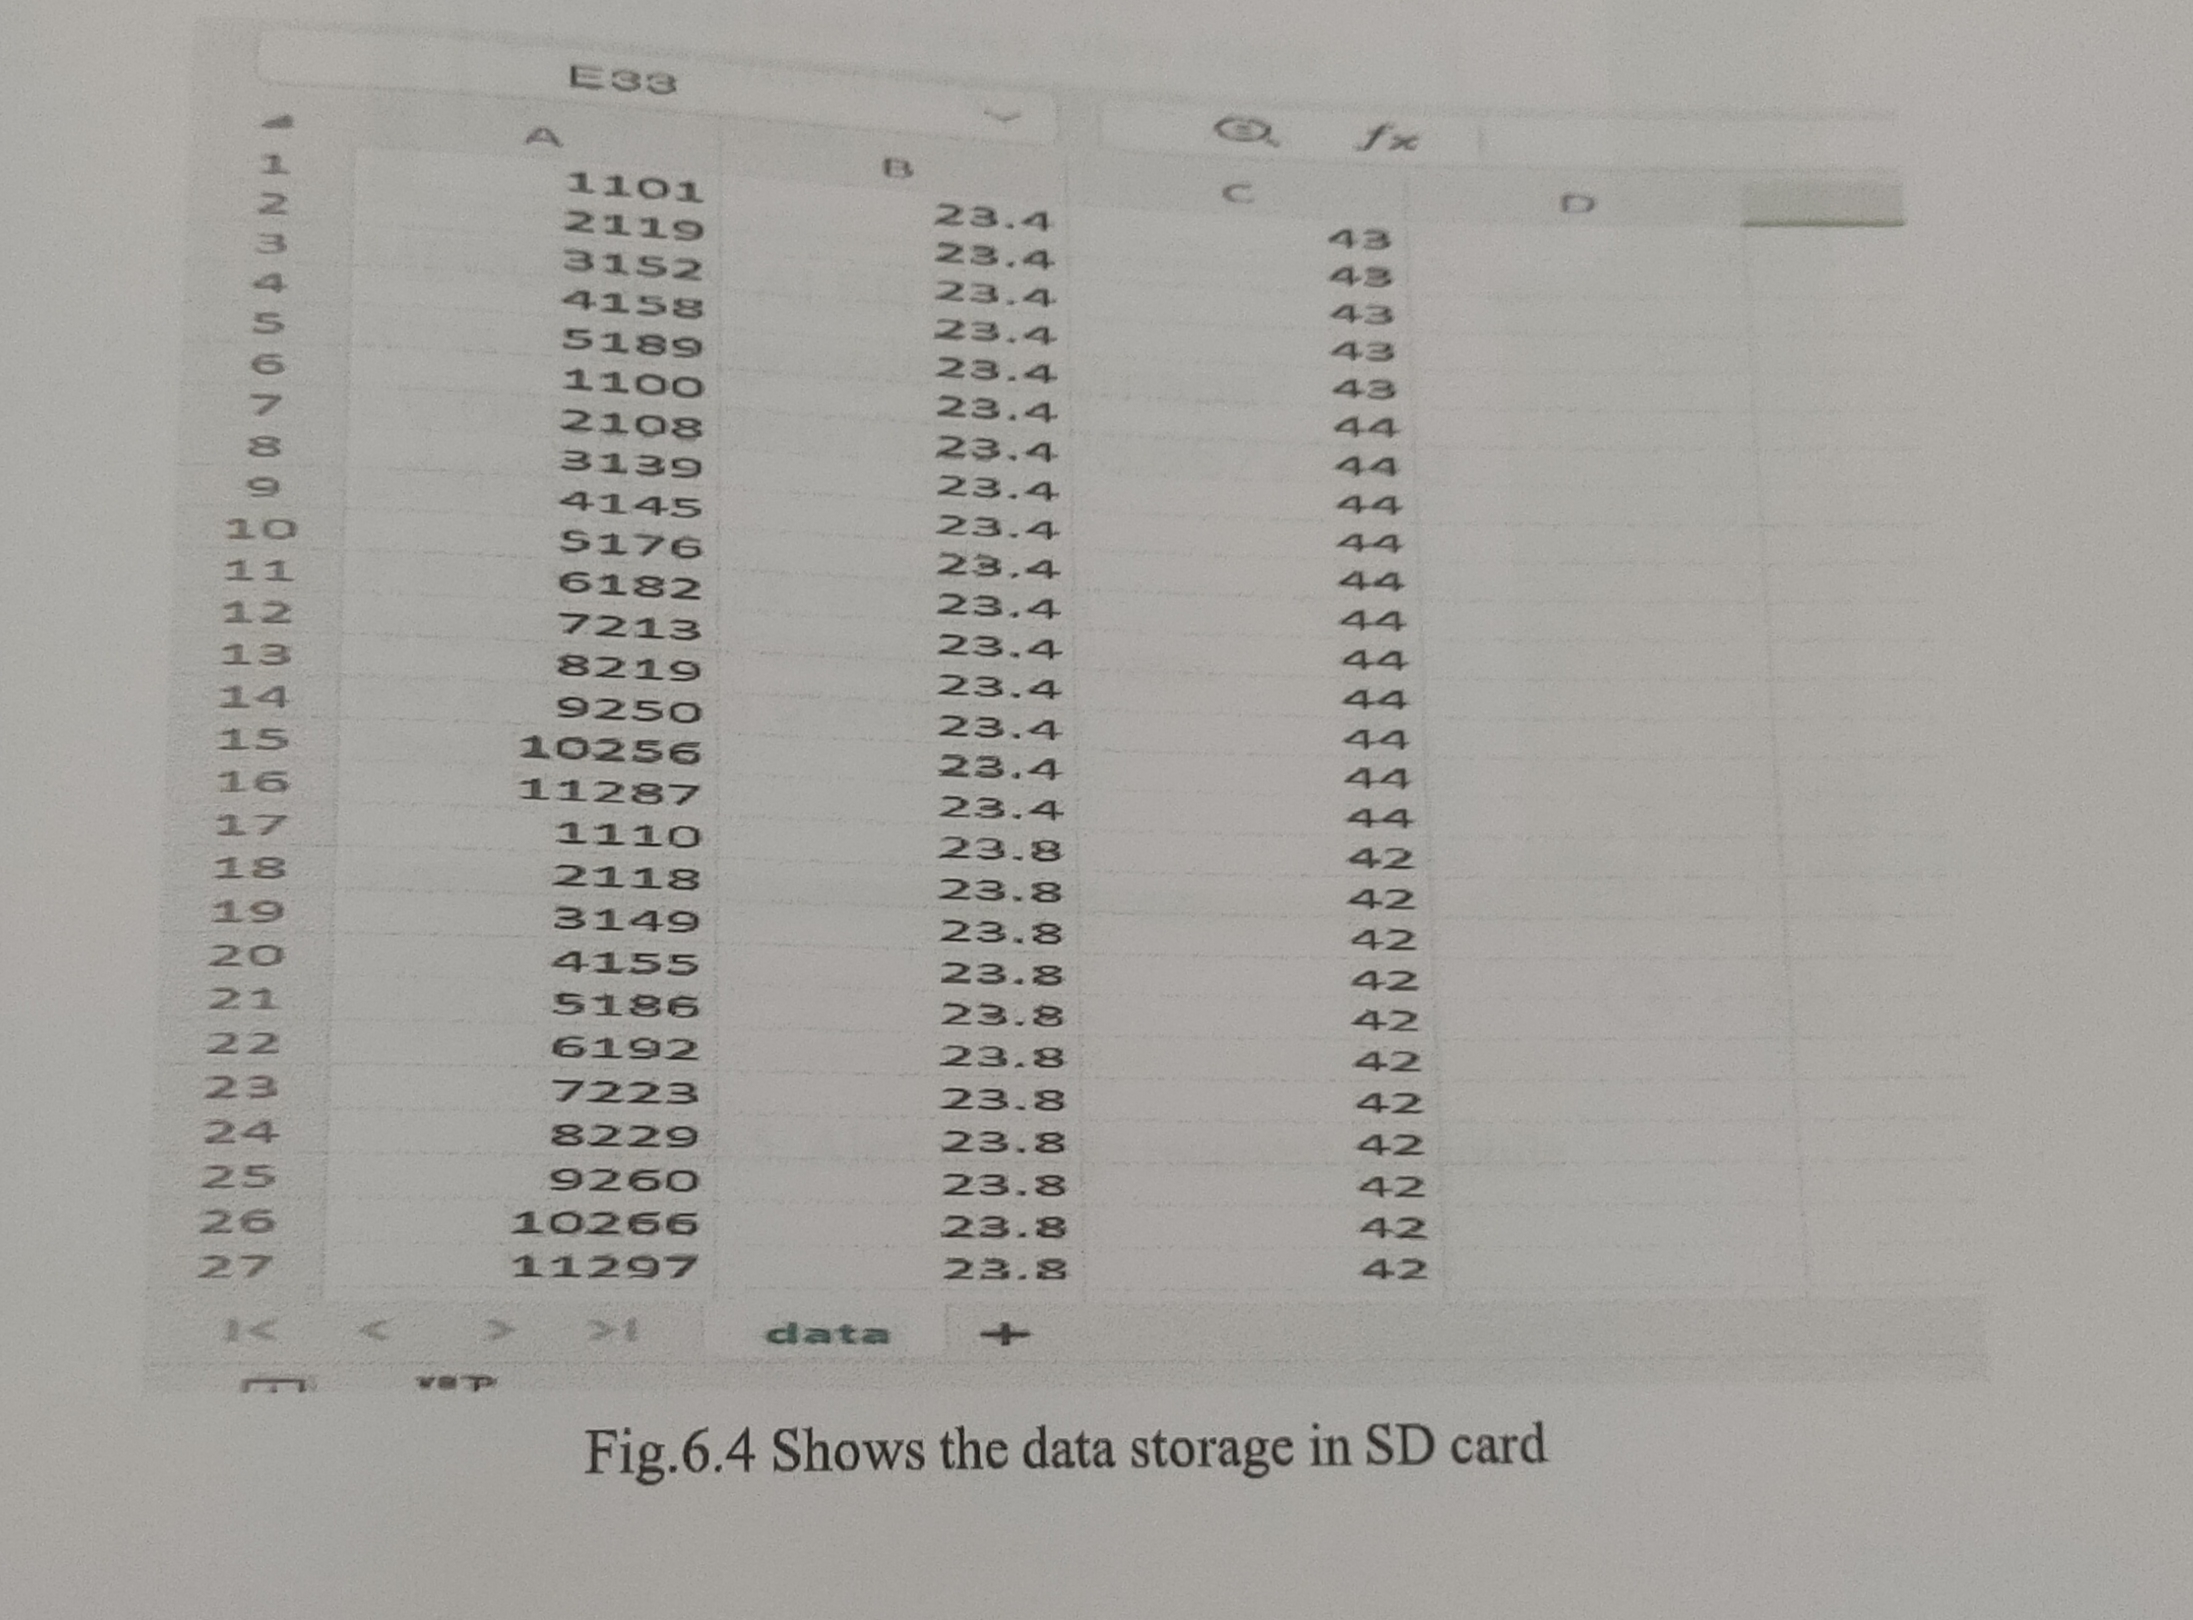 E33
fx
A B C D
1 1101 23.4 43
2 2119 23.4 43
3 3152 23.4 43
4 4158 23.4 43
5 5189 23.4 43
6 1100 23.4 44
7 2108 23.4 44
8 3139 23.4 44
9 4145 23.4 44
10 5176 23.4 44
11 6182 23.4 44
12 7213 23.4 44
13 8219 23.4 44
14 9250 23.4 44
15 10256 23.4 44
16 11287 23.4 44
17 1110 23.8 42
18 2118 23.8 42
19 3149 23.8 42
20 4155 23.8 42
21 5186 23.8 42
22 6192 23.8 42
23 7223 23.8 42
24 8229 23.8 42
25 9260 23.8 42
26 10266 23.8 42
27 11297 23.8 42
data +
Fig.6.4 Shows the data storage in SD card